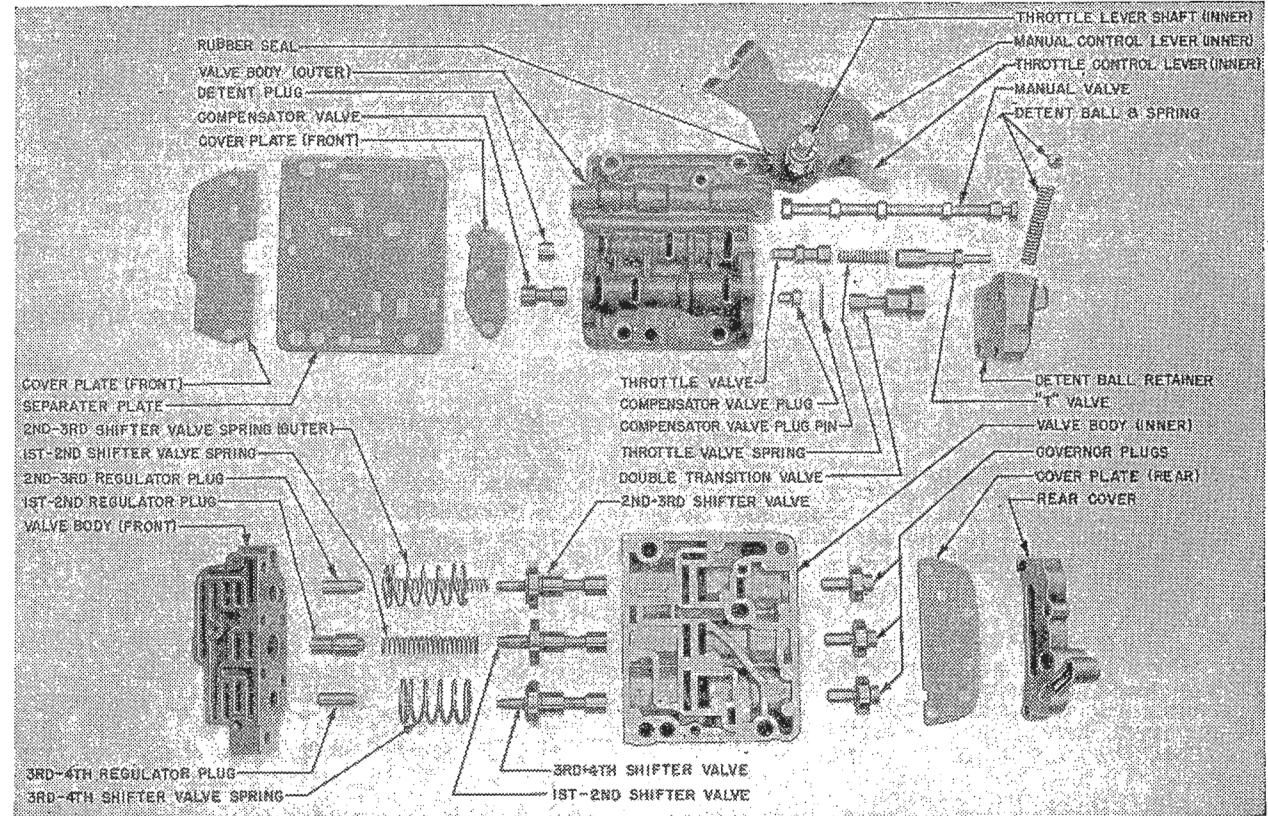 THROTTLE LEVER SHAFT (INNER)
MANUAL CONTROL LEVER (INNER)
THROTTLE CONTROL LEVER (INNER)
MANUAL VALVE
DETENT BALL & SPRING
RUBBER SEAL
VALVE BODY (OUTER)
DETENT PLUG
COMPENSATOR VALVE
COVER PLATE (FRONT)
COVER PLATE (FRONT)
SEPARATER PLATE
2ND-3RD SHIFTER VALVE SPRING (OUTER)
1ST-2ND SHIFTER VALVE SPRING
2ND-3RD REGULATOR PLUG
1ST-2ND REGULATOR PLUG
VALVE BODY (FRONT)
THROTTLE VALVE
COMPENSATOR VALVE PLUG
COMPENSATOR VALVE PLUG PIN
THROTTLE VALVE SPRING
DOUBLE TRANSITION VALVE
2ND-3RD SHIFTER VALVE
DETENT BALL RETAINER
"T" VALVE
VALVE BODY (INNER)
GOVERNOR PLUGS
COVER PLATE (REAR)
REAR COVER
3RD-4TH REGULATOR PLUG
3RD-4TH SHIFTER VALVE SPRING
3RD-4TH SHIFTER VALVE
1ST-2ND SHIFTER VALVE